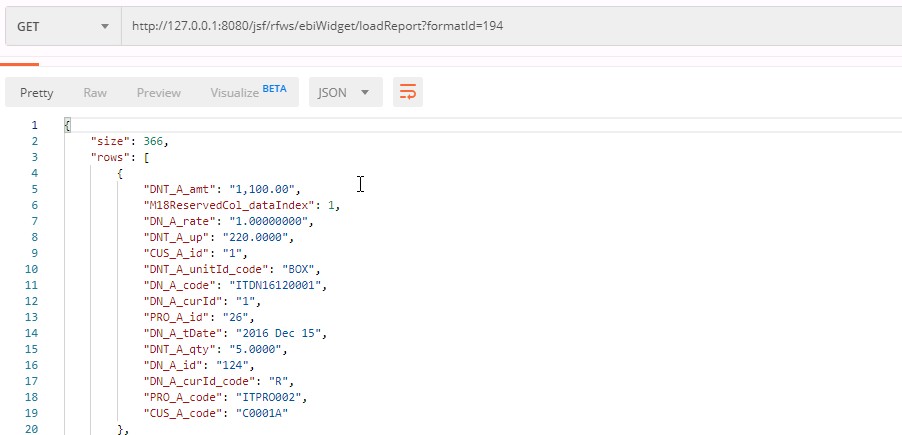 GET http://127.0.0.1:8080/jsf/rfws/ebiWidget/loadReport?formatId=194
Pretty Raw Preview Visualize BETA JSON
1 {
2 "size": 366,
3 "rows": [
4 {
5 "DNT_A_amt": "1,100.00",
6 "M18ReservedCol_dataIndex": 1,
7 "DN_A_rate": "1.00000000",
8 "DNT_A_up": "220.0000",
9 "CUS_A_id": "1",
10 "DNT_A_unitId_code": "BOX",
11 "DN_A_code": "ITDN16120001",
12 "DN_A_curId": "1",
13 "PRO_A_id": "26",
14 "DN_A_tDate": "2016 Dec 15",
15 "DNT_A_qty": "5.0000",
16 "DN_A_id": "124",
17 "DN_A_curId_code": "R",
18 "PRO_A_code": "ITPRO002",
19 "CUS_A_code": "C0001A"
20 },